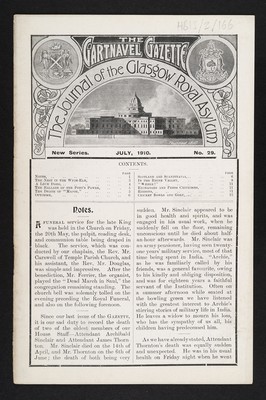 HB13/2/165
THE
GARTNAVEL GAZETTE
The Journal of the Glasgow Royal Asylum
New Series. JULY, 1910. No. 29.
CONTENTS.
Notes.
A FUNERAL service for the late King
was held in the Church on Friday,
the 20th May, the pulpit, reading desk,
and communion table being draped in
black. The service, which was con-
ducted by our chaplain, the Rev. Mr.
Carswell of Temple Parish Church, and
his assistant, the Rev. Mr. Douglas,
was simple and impressive. After the
benediction, Mr. Ferrier, the organist,
played the "Dead March in Saul," the
congregation remaining standing. The
church bell was solemnly tolled on the
evening preceding the Royal Funeral,
and also on the following forenoon.
Since our last issue of the GAZETTE,
it is our sad duty to record the death
of two of the oldest members of our
House Staff Attendant Archibald
Sinclair and Attendant James Thorn-
ton. Mr. Sinclair died on the 14th of
April, and Mr. Thornton on the 6th of
June; the death of both being very
sudden. Mr. Sinclair appeared to be
in good health and spirits, and was
engaged in his usual work, when he
suddenly fell on the floor, remaining
unconscious until he died about half-
an-hour afterwards. Mr. Sinclair was
an army pensioner, having seen twenty-
one years' military service, most of that
time being spent in India. "Archie,"
as he was familiarly called by his
friends, was a general favourite, owing
to his kindly and obliging disposition,
and was for eighteen years a faithful
servant of the Institution. Often on
a summer afternoon while seated at
the bowling green we have listened
with the greatest interest to Archie's
stirring stories of military life in India.
He leaves a widow to mourn his loss,
who has the sympathy of us all, his
children having predeceased him.
As we have already stated, Attendant
Thornton's death was equally sudden
and unexpected. He was in his usual
health on Friday night when he went